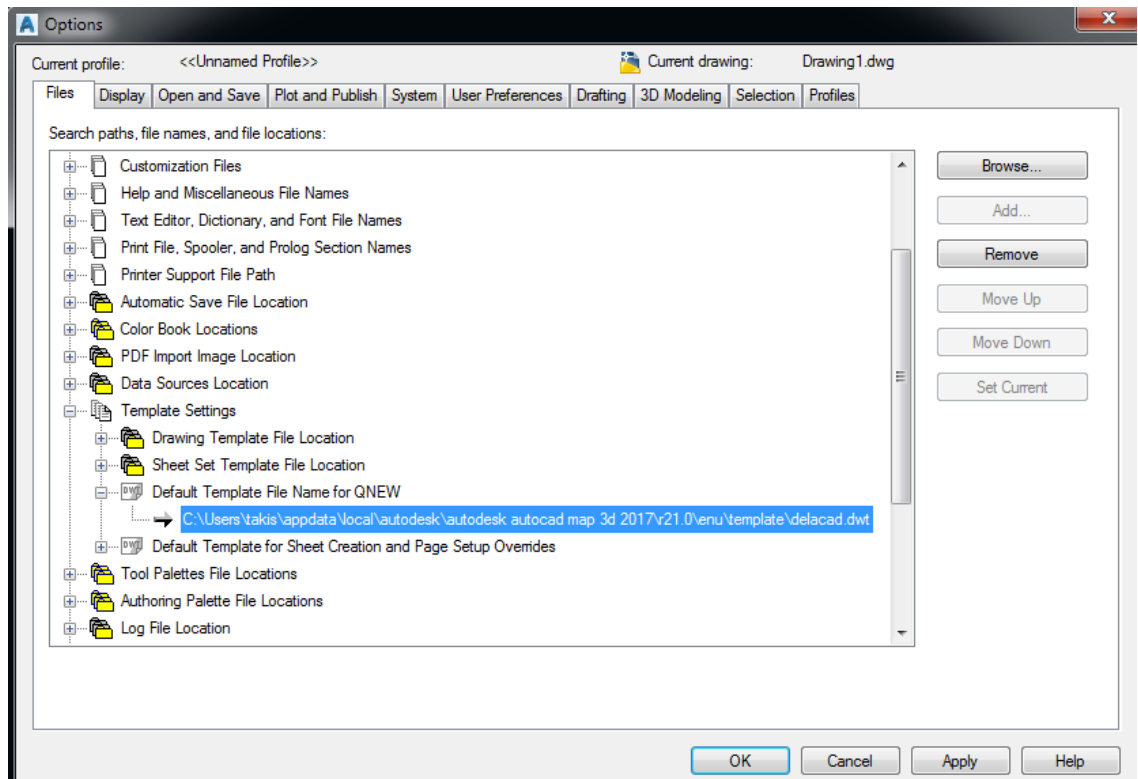 Options
Current profile: <<Unnamed Profile>> Current drawing: Drawing1.dwg
Files Display Open and Save Plot and Publish System User Preferences Drafting 3D Modeling Selection Profiles
Search paths, file names, and file locations:
Customization Files
Help and Miscellaneous File Names
Text Editor, Dictionary, and Font File Names
Print File, Spooler, and Prolog Section Names
Printer Support File Path
Automatic Save File Location
Color Book Locations
PDF Import Image Location
Data Sources Location
Template Settings
Drawing Template File Location
Sheet Set Template File Location
Default Template File Name for QNEW
C:\Users\takis\appdata\local\autodesk\autodesk autocad map 3d 2017\r21.0\enu\template\delacad.dwt
Default Template for Sheet Creation and Page Setup Overrides
Tool Palettes File Locations
Authoring Palette File Locations
Log File Location
Browse...
Add...
Remove
Move Up
Move Down
Set Current
OK Cancel Apply Help